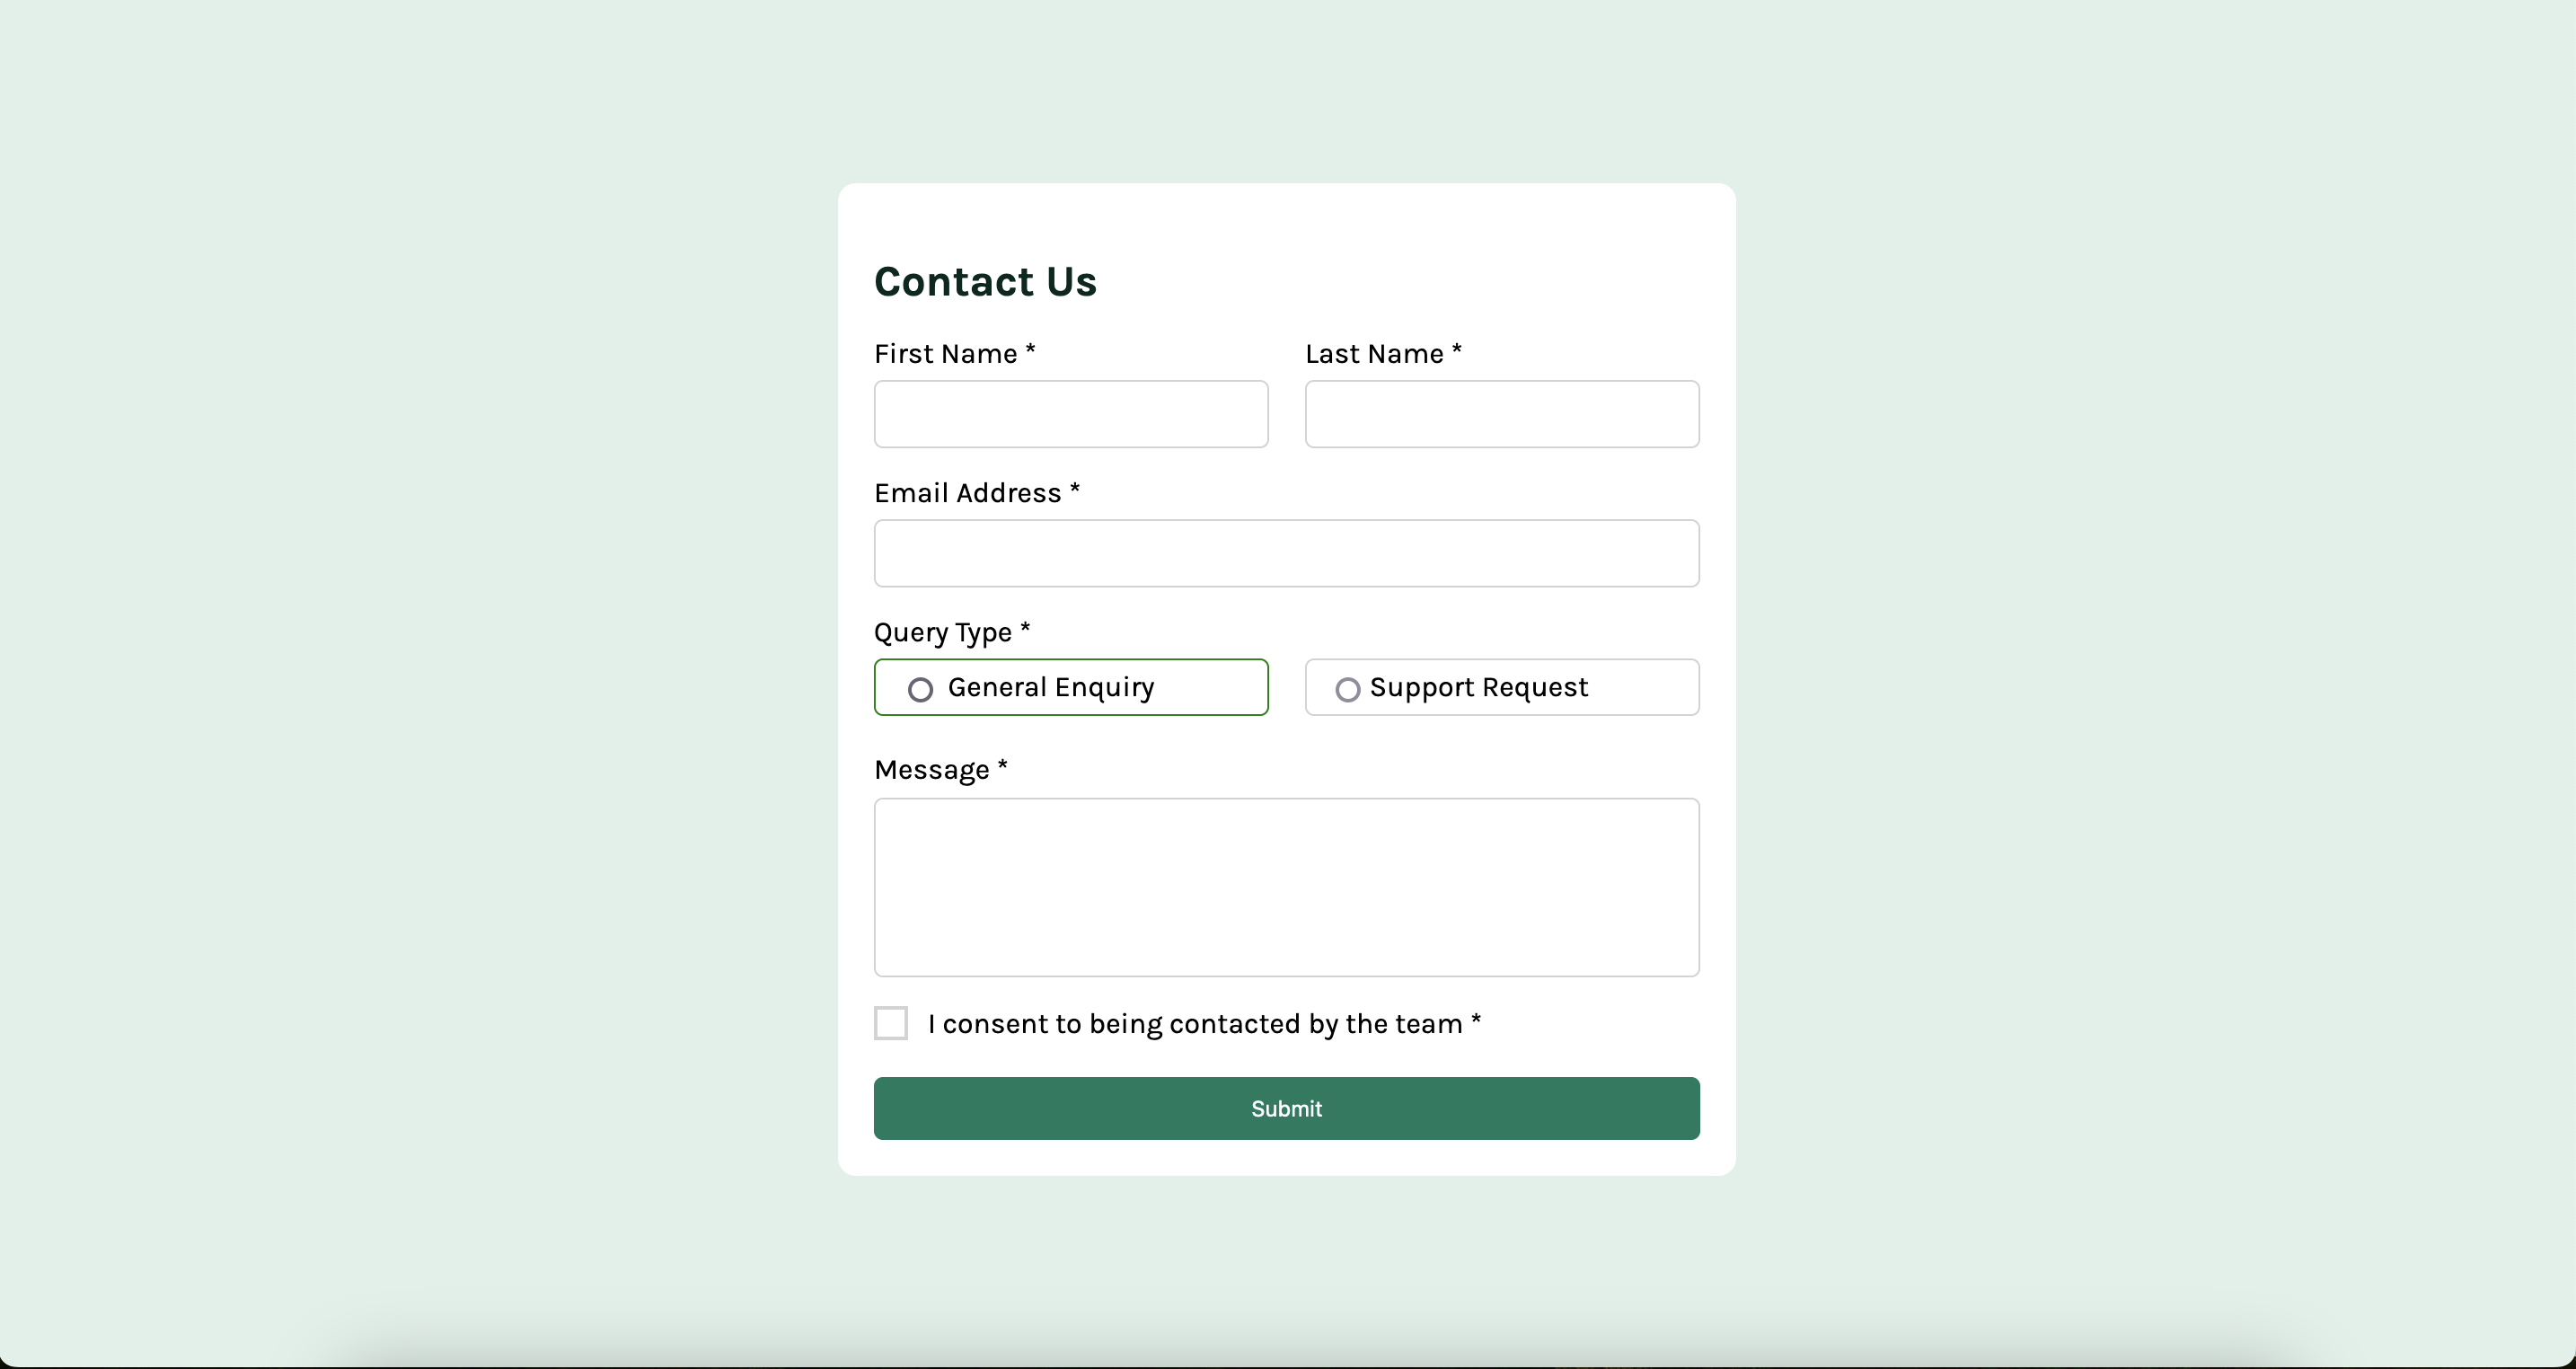 Contact Us
First Name *
Last Name *
Email Address *
Query Type *
General Enquiry
Support Request
Message *
I consent to being contacted by the team *
Submit